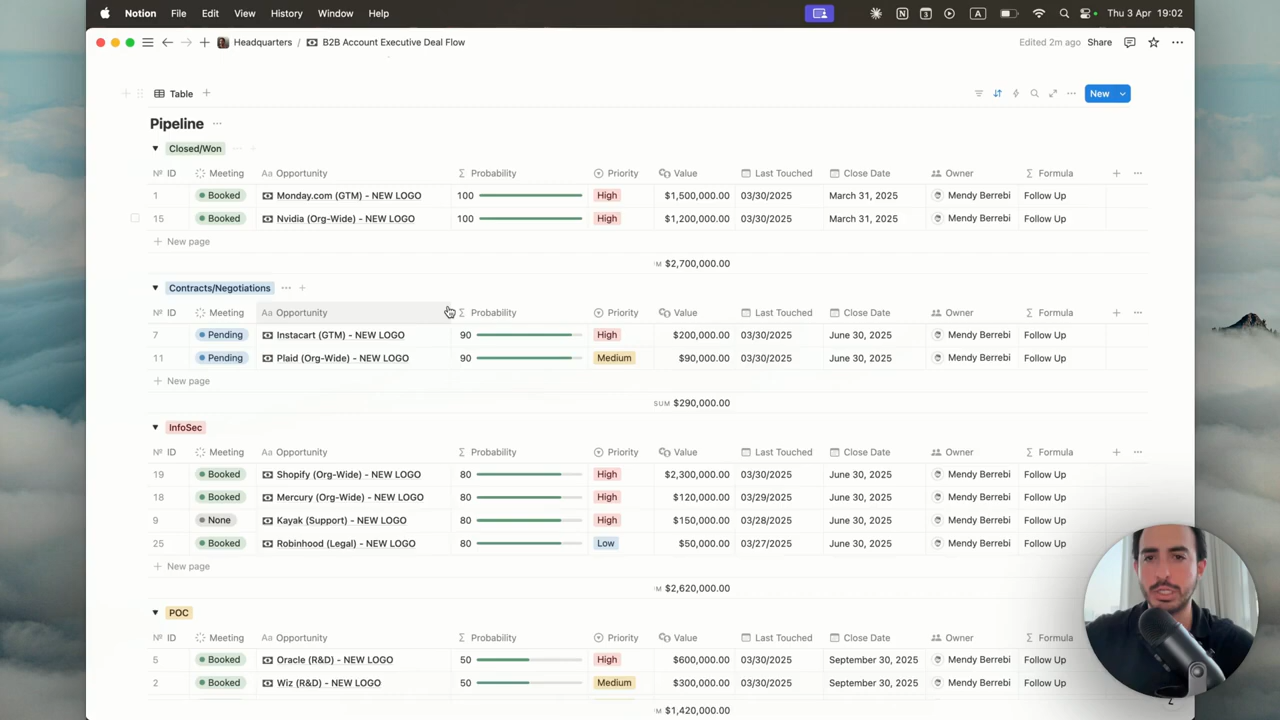 Notion File Edit View History Window Help A Thu 3 Apr 19:02
Headquarters / B2B Account Executive Deal Flow Edited 2m ago Share
Table New
Pipeline
Closed/Won
Nº ID Meeting Aa Opportunity Σ Probability Priority Value Last Touched Close Date Owner Σ Formula
1 Booked Monday.com (GTM) - NEW LOGO 100 High $1,500,000.00 03/30/2025 March 31, 2025 Mendy Berrebi Follow Up
15 Booked Nvidia (Org-Wide) - NEW LOGO 100 High $1,200,000.00 03/30/2025 March 31, 2025 Mendy Berrebi Follow Up
New page
M $2,700,000.00
Contracts/Negotiations
Nº ID Meeting Aa Opportunity Σ Probability Priority Value Last Touched Close Date Owner Σ Formula
7 Pending Instacart (GTM) - NEW LOGO 90 High $200,000.00 03/30/2025 June 30, 2025 Mendy Berrebi Follow Up
11 Pending Plaid (Org-Wide) - NEW LOGO 90 Medium $90,000.00 03/30/2025 June 30, 2025 Mendy Berrebi Follow Up
New page
SUM $290,000.00
InfoSec
Nº ID Meeting Aa Opportunity Σ Probability Priority Value Last Touched Close Date Owner Σ Formula
19 Booked Shopify (Org-Wide) - NEW LOGO 80 High $2,300,000.00 03/30/2025 June 30, 2025 Mendy Berrebi Follow Up
18 Booked Mercury (Org-Wide) - NEW LOGO 80 High $120,000.00 03/29/2025 June 30, 2025 Mendy Berrebi Follow Up
9 None Kayak (Support) - NEW LOGO 80 High $150,000.00 03/28/2025 June 30, 2025 Mendy Berrebi Follow Up
25 Booked Robinhood (Legal) - NEW LOGO 80 Low $50,000.00 03/27/2025 June 30, 2025 Mendy Berrebi Follow Up
New page
M $2,620,000.00
POC
Nº ID Meeting Aa Opportunity Σ Probability Priority Value Last Touched Close Date Owner Σ Formula
5 Booked Oracle (R&D) - NEW LOGO 50 High $600,000.00 03/30/2025 September 30, 2025 Mendy Berrebi Follow Up
2 Booked Wiz (R&D) - NEW LOGO 50 Medium $300,000.00 03/30/2025 September 30, 2025 Mendy Berrebi Follow Up
M $1,420,000.00